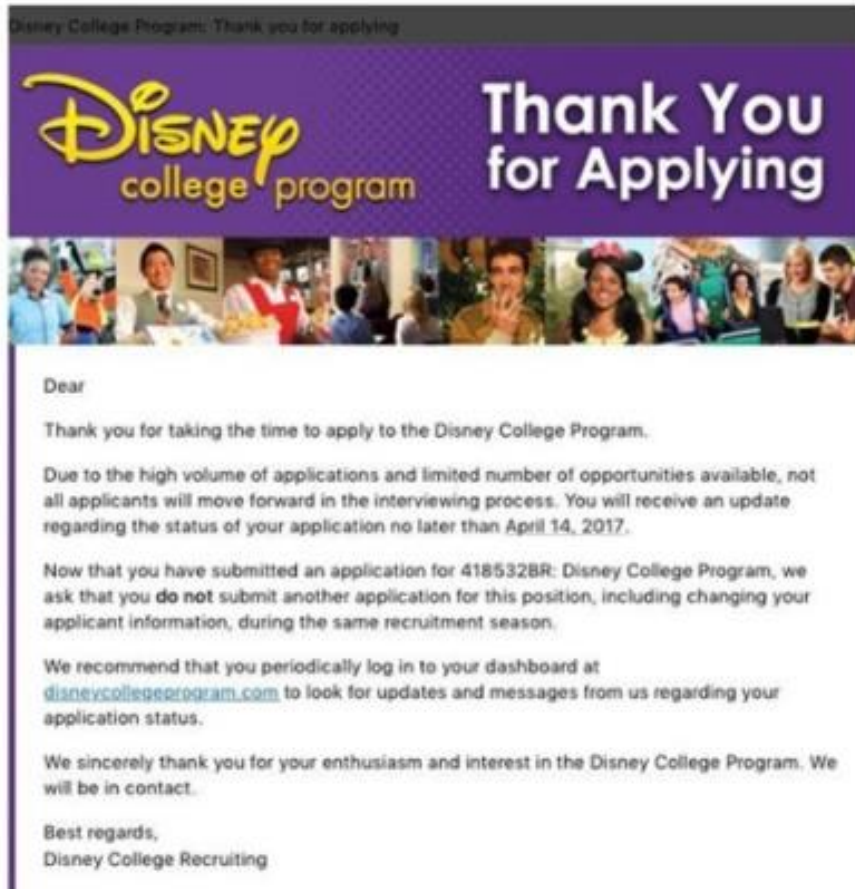 Disney College Program: Thank you for applying
Disney
college program
Thank You
for Applying
Dear
Thank you for taking the time to apply to the Disney College Program.
Due to the high volume of applications and limited number of opportunities available, not
all applicants will move forward in the interviewing process. You will receive an update
regarding the status of your application no later than April 14, 2017.
Now that you have submitted an application for 418532BR: Disney College Program, we
ask that you do not submit another application for this position, including changing your
applicant information, during the same recruitment season.
We recommend that you periodically log in to your dashboard at
disneycollegeprogram.com to look for updates and messages from us regarding your
application status.
We sincerely thank you for your enthusiasm and interest in the Disney College Program. We
will be in contact.
Best regards,
Disney College Recruiting